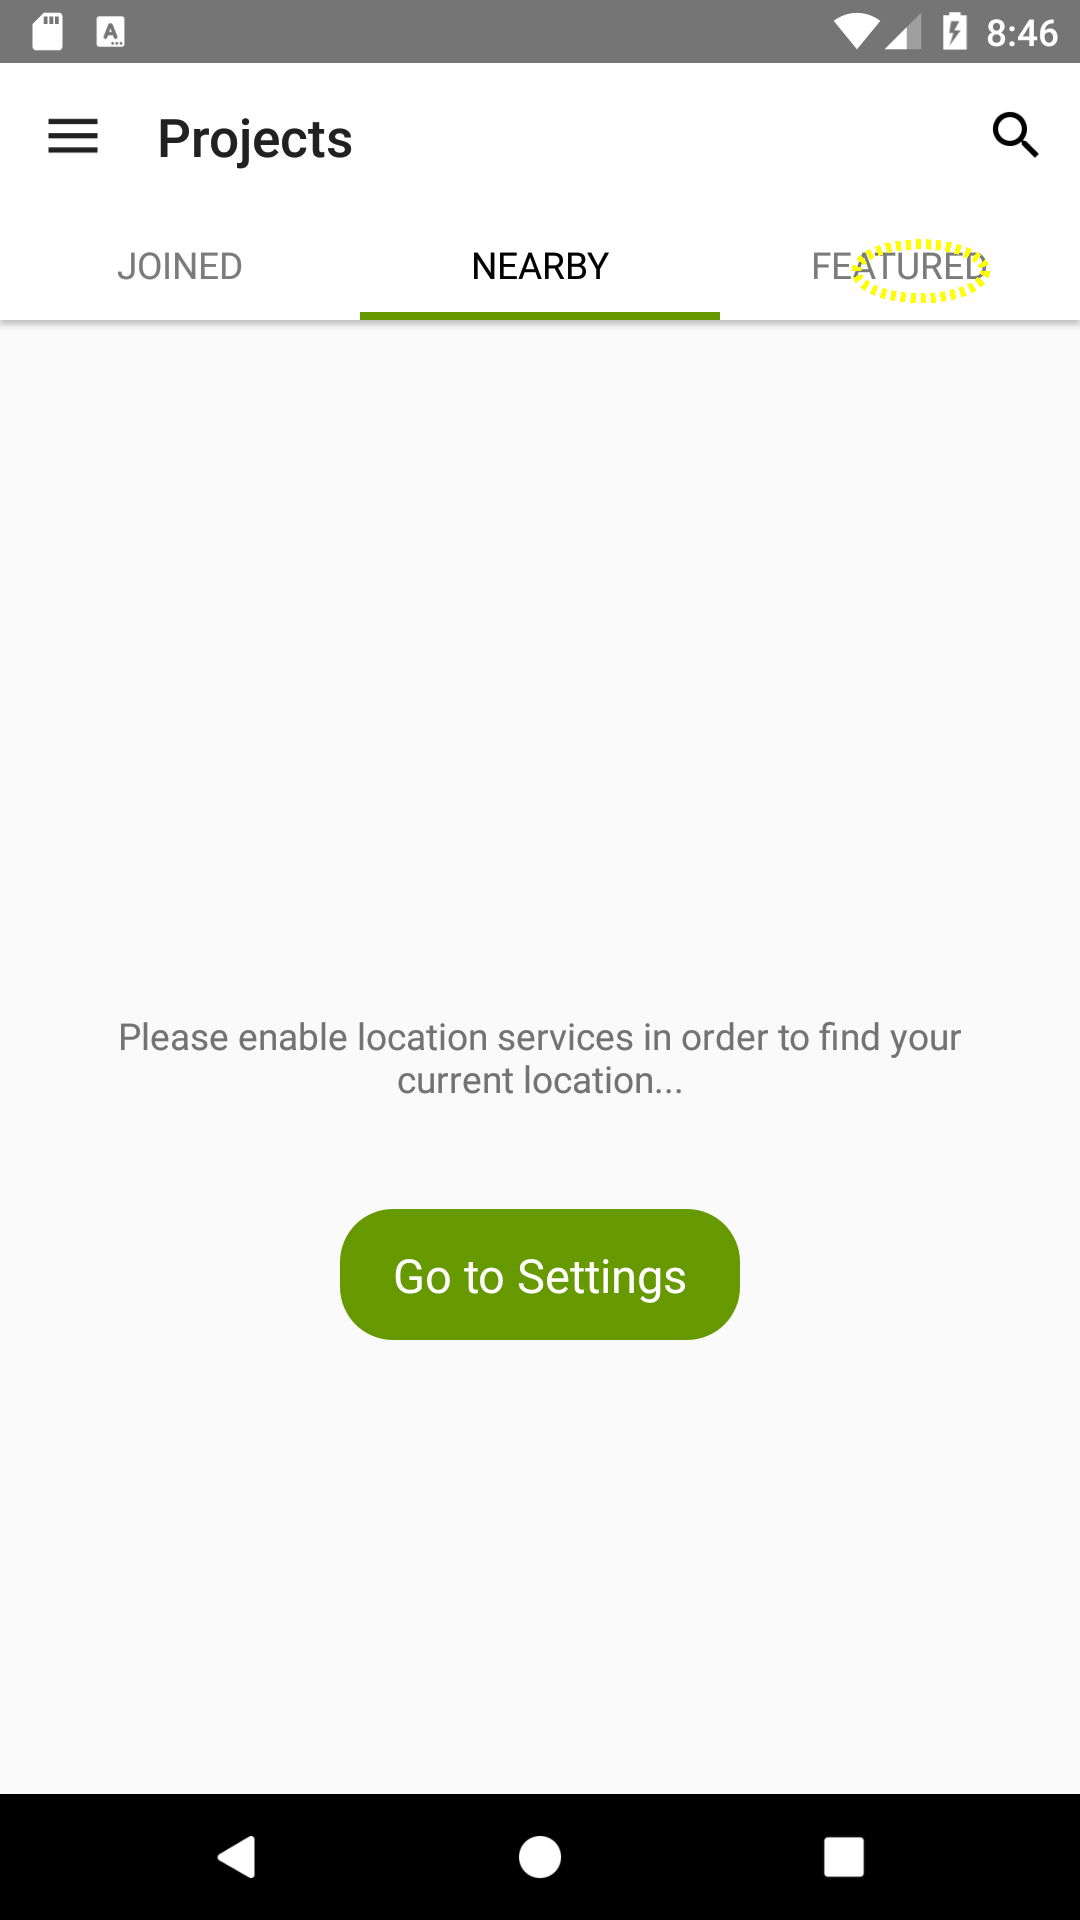 8:46
Projects
JOINED NEARBY FEATURED
Please enable location services in order to find your
current location...
Go to Settings